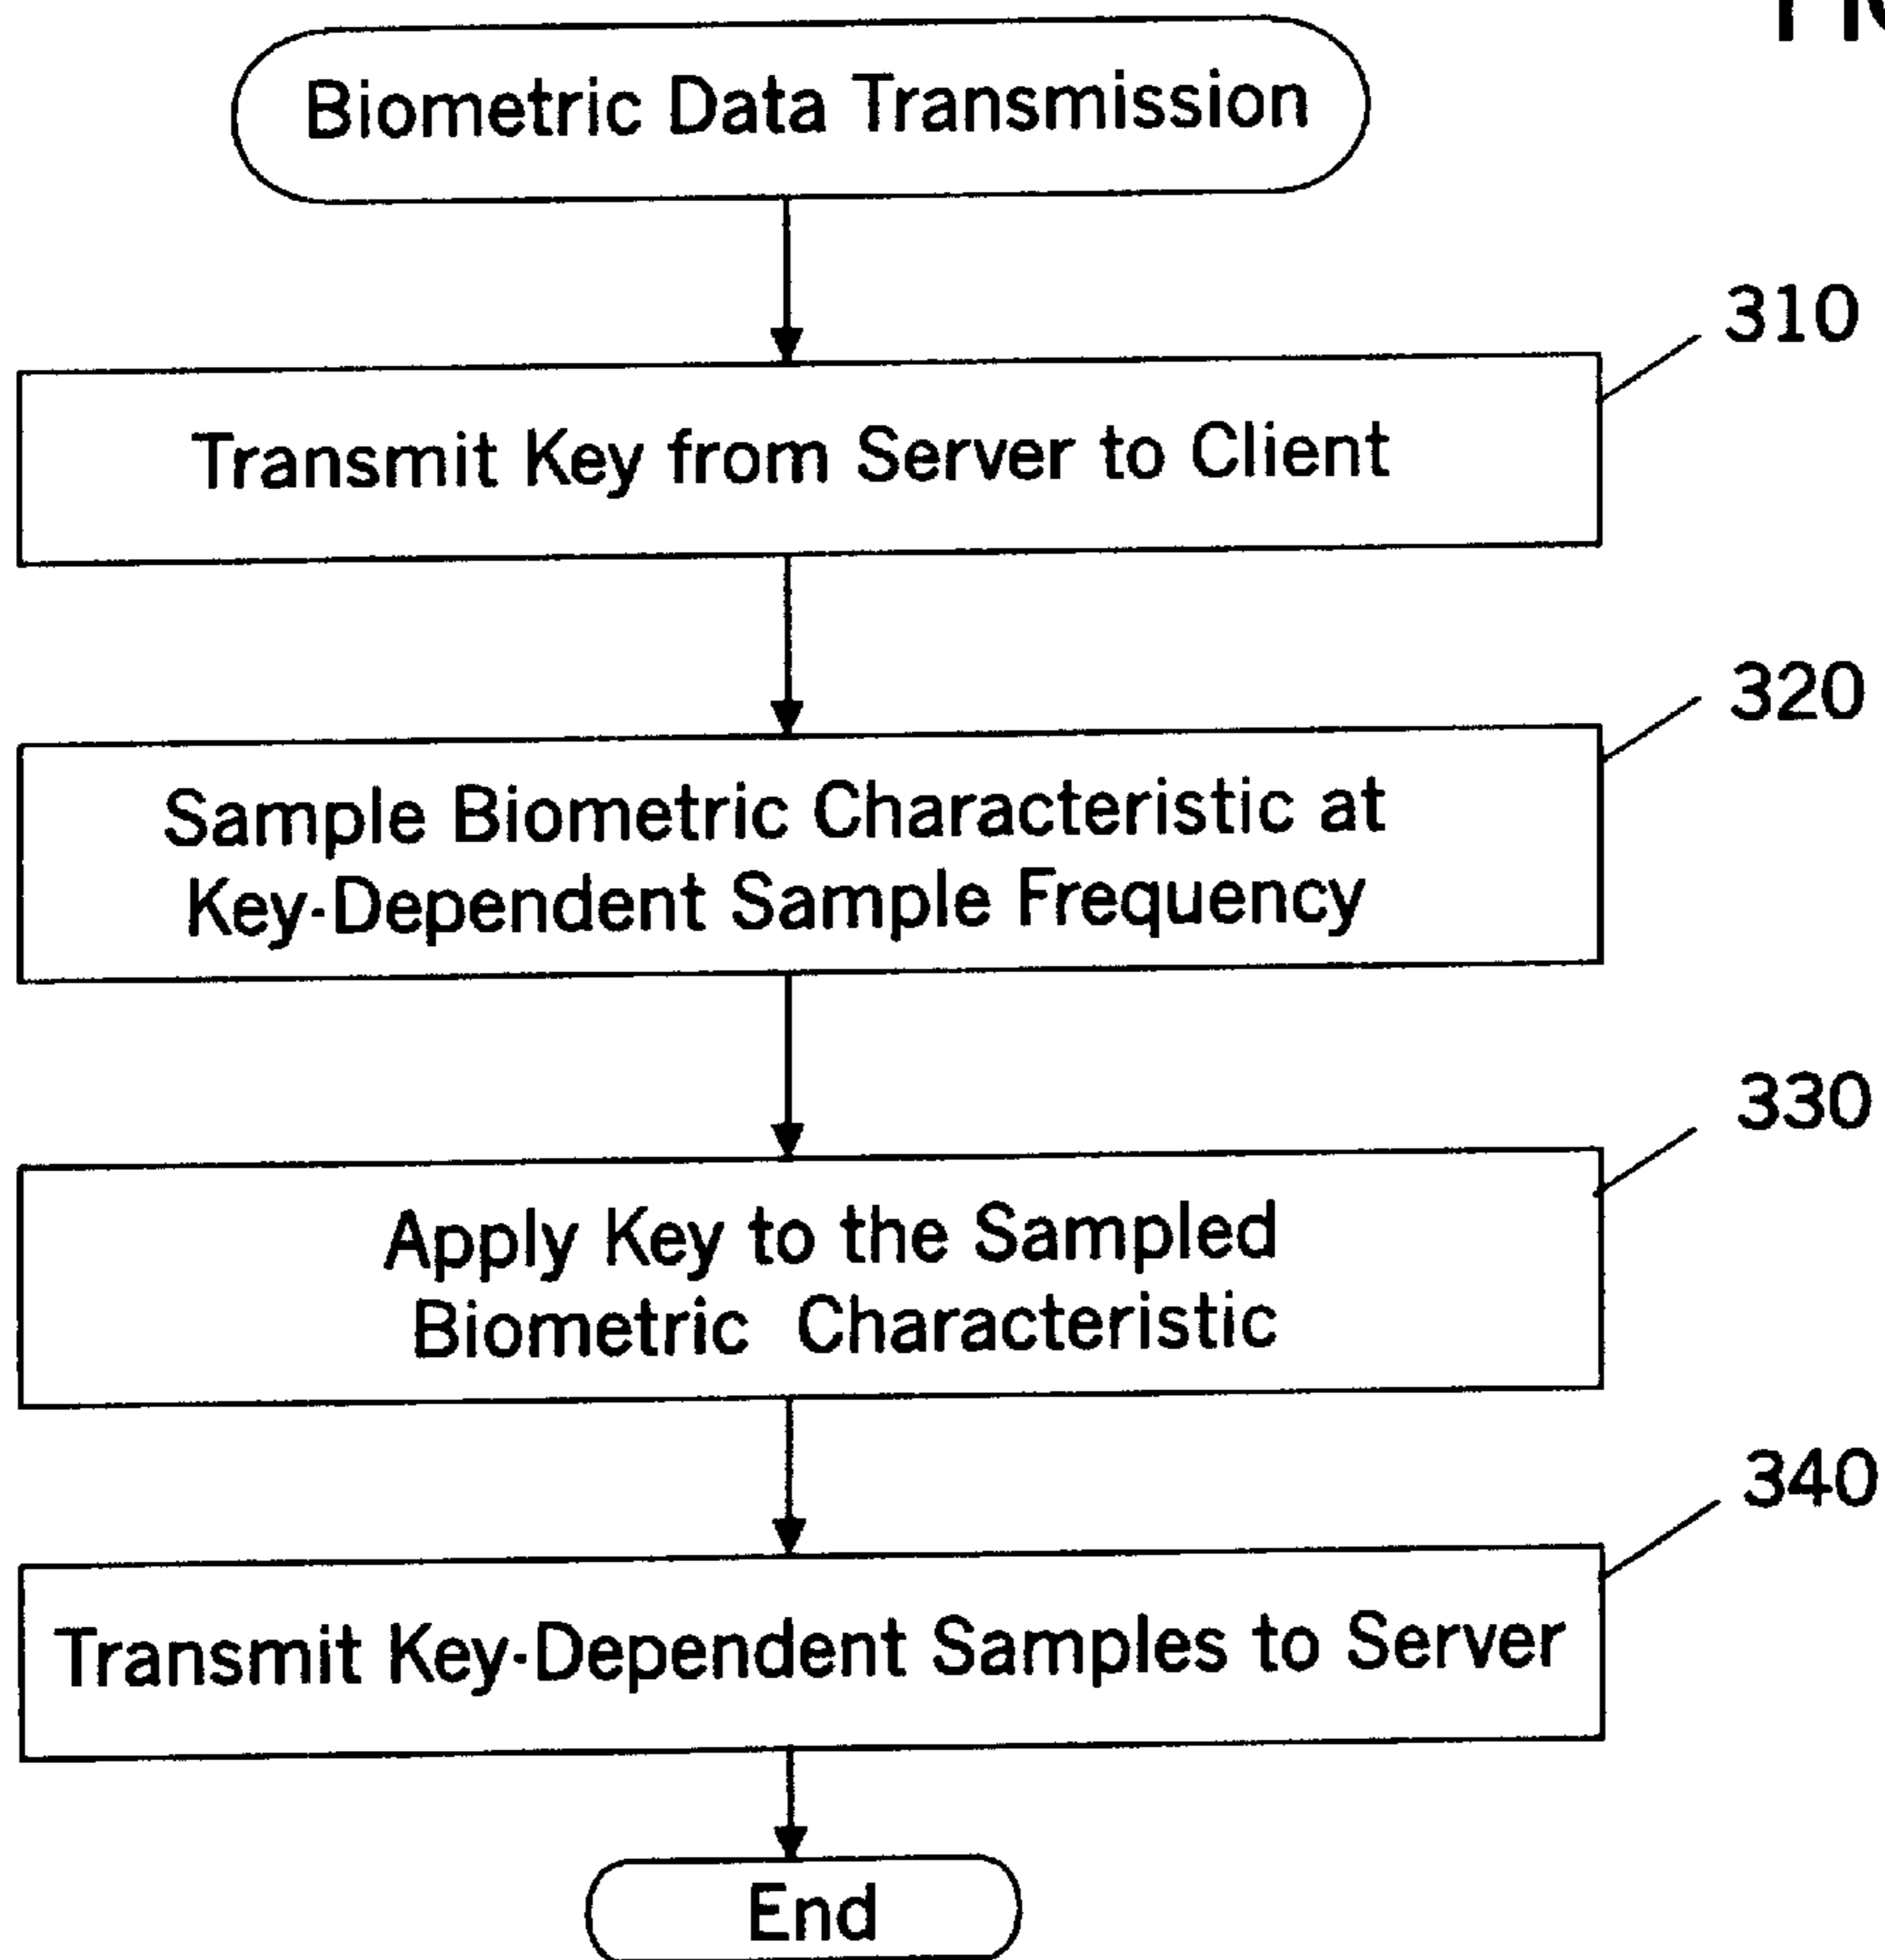 Biometric Data Transmission
310
Transmit Key from Server to Client
320
Sample Biometric Characteristic at
Key-Dependent Sample Frequency
330
Apply Key to the Sampled
Biometric Characteristic
340
Transmit Key-Dependent Samples to Server
End